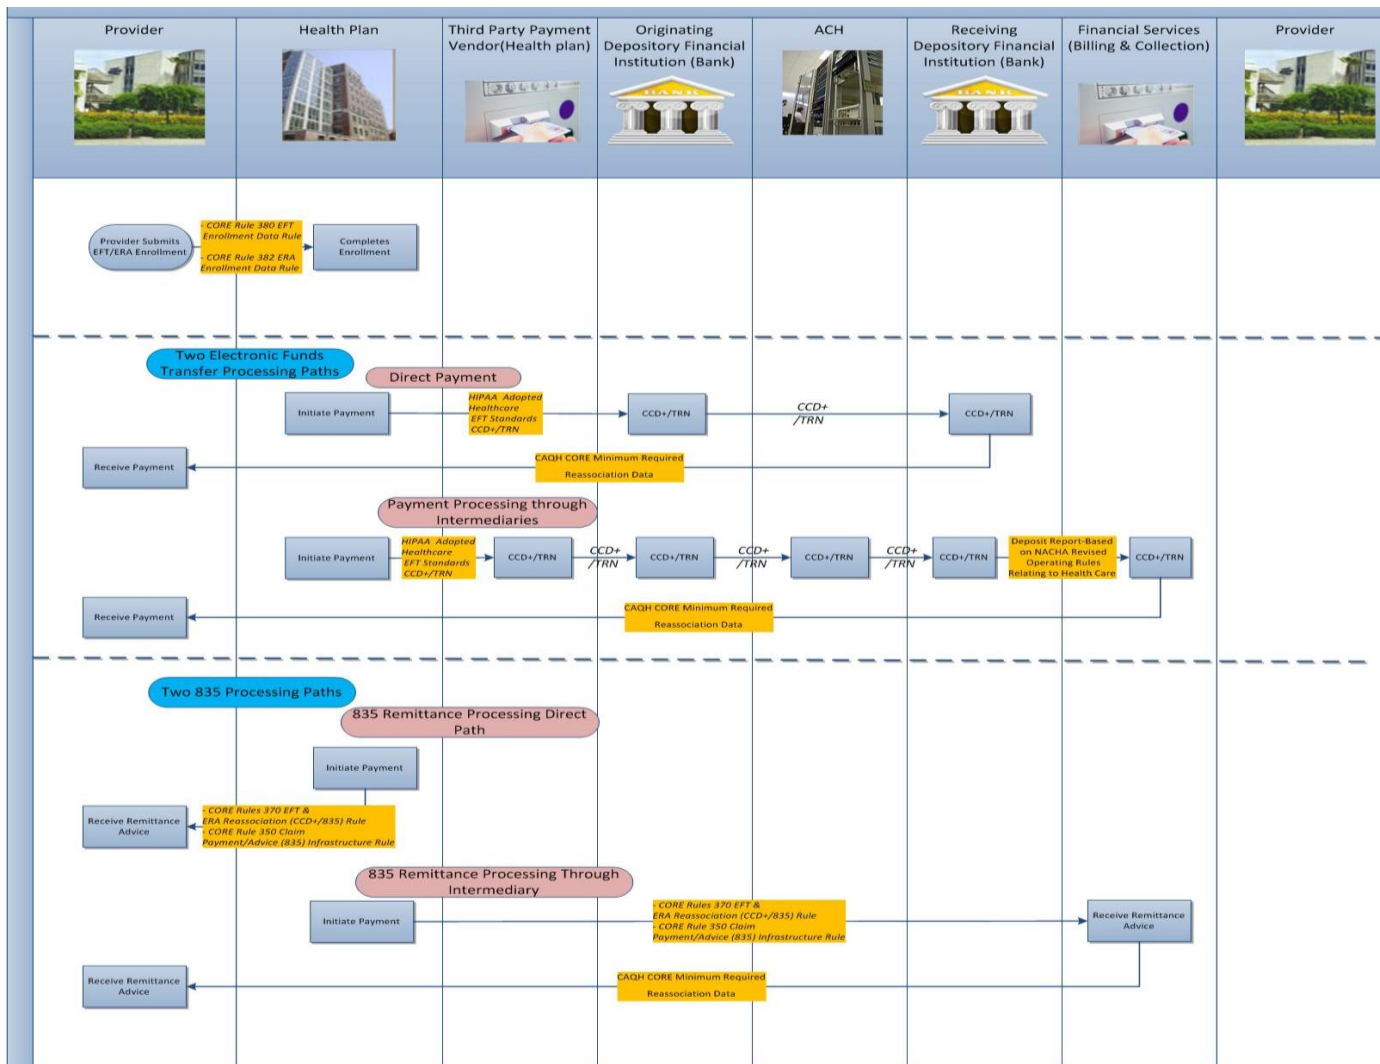 Provider
Health Plan
Third Party Payment
Vendor(Health plan)
Originating
Depository Financial
Institution (Bank)
ACH
Receiving
Depository Financial
Institution (Bank)
Financial Services
(Billing & Collection)
Provider
BANK
BANK
Provider Submits
EFT/ERA Enrollment
- CORE Rule 380 EFT
Enrollment Data Rule
- CORE Rule 382 ERA
Enrollment Data Rule
Completes
Enrollment
Two Electronic Funds
Transfer Processing Paths
Direct Payment
Initiate Payment
HIPAA Adopted
Healthcare
EFT Standards
CCD+/TRN
CCD+/TRN
CCD+
/TRN
CCD+/TRN
Receive Payment
CAQH CORE Minimum Required
Reassociation Data
Payment Processing through
Intermediaries
Initiate Payment
HIPAA Adopted
Healthcare
EFT Standards
CCD+/TRN
CCD+/TRN
CCD+
/TRN
CCD+/TRN
CCD+
/TRN
CCD+/TRN
CCD+
/TRN
CCD+/TRN
Deposit Report-Based
on NACHA Revised
Operating Rules
Relating to Health Care
CCD+/TRN
Receive Payment
CAQH CORE Minimum Required
Reassociation Data
Two 835 Processing Paths
835 Remittance Processing Direct
Path
Initiate Payment
Receive Remittance
Advice
- CORE Rules 370 EFT &
ERA Reassociation (CCD+/835) Rule
- CORE Rule 350 Claim
Payment/Advice (835) Infrastructure Rule
835 Remittance Processing Through
Intermediary
Initiate Payment
- CORE Rules 370 EFT &
ERA Reassociation (CCD+/835) Rule
- CORE Rule 350 Claim
Payment/Advice (835) Infrastructure Rule
Receive Remittance
Advice
Receive Remittance
Advice
CAQH CORE Minimum Required
Reassociation Data